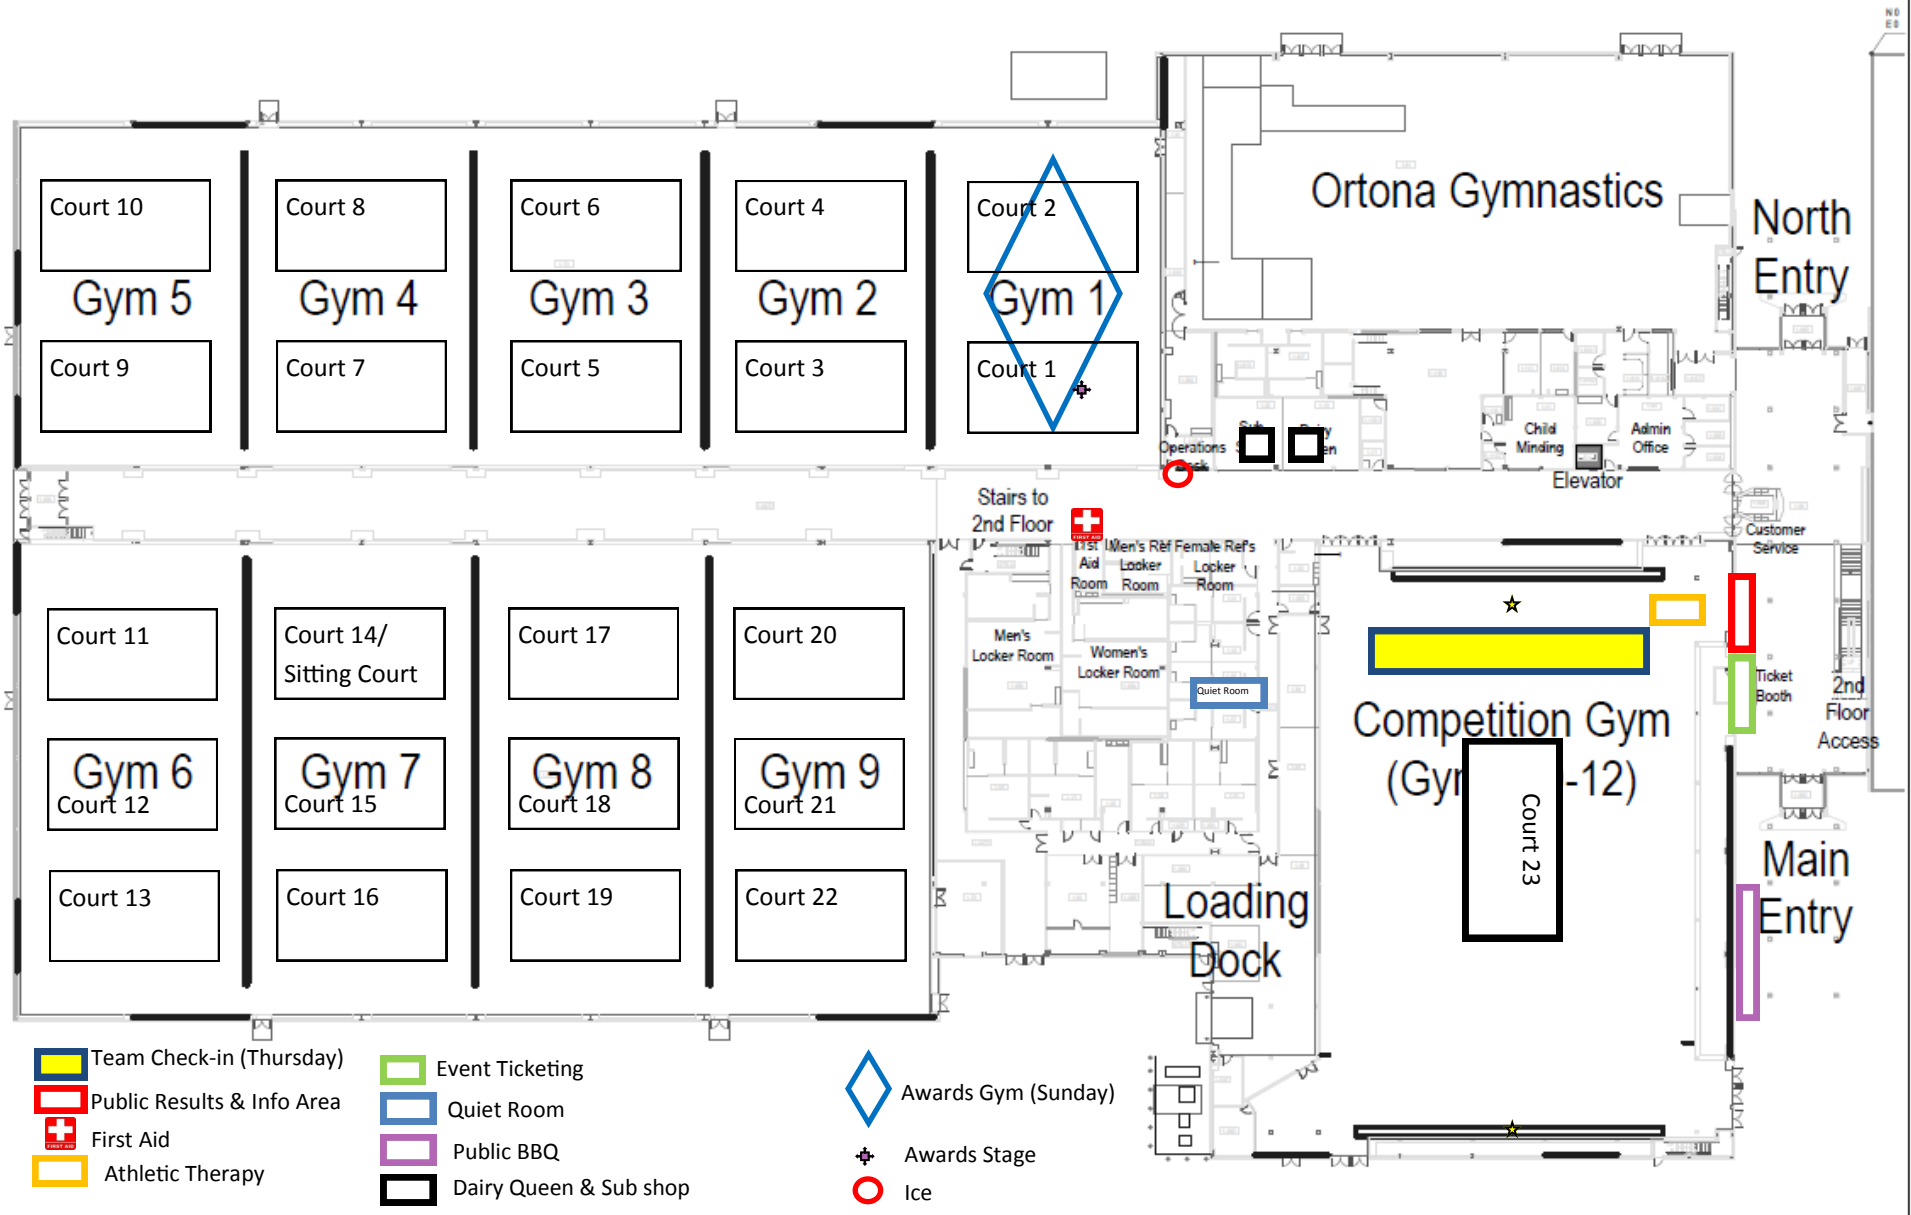 NO
Ortona Gymnastics
North
Entry
Court 10
Court 8
Court 6
Court 4
Court 2
Gym 5
Gym 4
Gym 3
Gym 2
Gym 1
Court 9
Court 7
Court 5
Court 3
Court 1
Operations
Child
Minding
Admin
Office
Elevator
Stairs to
2nd Floor
FIRST AID
Customer
Service
1st
Aid
Room
Men's Ref
Locker
Room
Female Ref's
Locker
Room
Court 11
Court 14/
Sitting Court
Court 17
Court 20
Men's
Locker Room
Women's
Locker Room
Quiet Room
Ticket
Booth
2nd
Floor
Access
Competition Gym
-12)
Gym 6
Gym 7
Gym 8
Gym 9
Court 12
Court 15
Court 18
Court 21
Court 23
Main
Entry
Court 13
Court 16
Court 19
Court 22
Loading
Dock
Team Check-in (Thursday)
Public Results & Info Area
FIRST AID
First Aid
Athletic Therapy
Event Ticketing
Quiet Room
Public BBQ
Dairy Queen & Sub shop
Awards Gym (Sunday)
Awards Stage
Ice